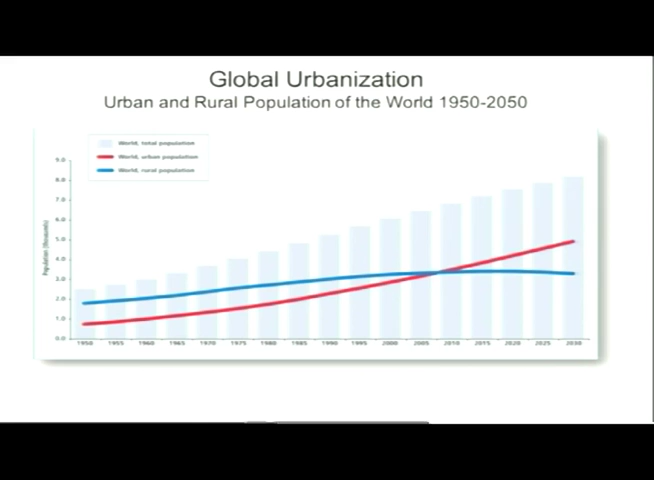 Global Urbanization
Urban and Rural Population of the World 1950-2050
World, total population
World, urban population
World, rural population
9.0
8.0
7.0
6.0
5.0
4.0
3.0
2.0
1.0
0.0
Population (thousands)
1950 1955 1960 1965 1970 1975 1980 1985 1990 1995 2000 2005 2010 2015 2020 2025 2030